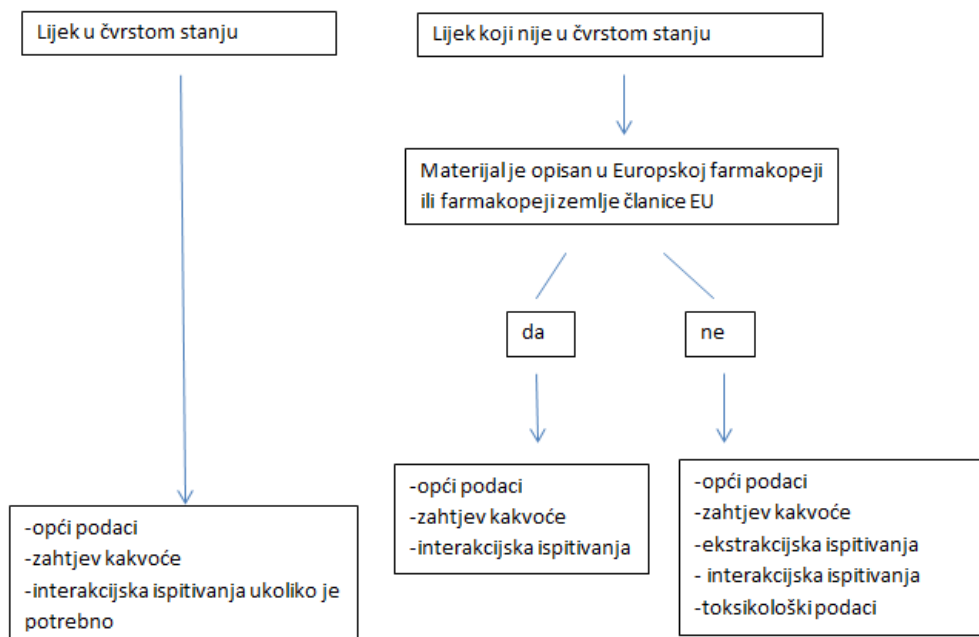 Lijek u čvrstom stanju
Lijek koji nije u čvrstom stanju
Materijal je opisan u Europskoj farmakopeji
ili farmakopeji zemlje članice EU
da
ne
-opći podaci
-zahtjev kakvoće
-interakcijska ispitivanja ukoliko je
potrebno
-opći podaci
-zahtjev kakvoće
-interakcijska ispitivanja
-opći podaci
-zahtjev kakvoće
-ekstrakcijska ispitivanja
- interakcijska ispitivanja
-toksikološki podaci